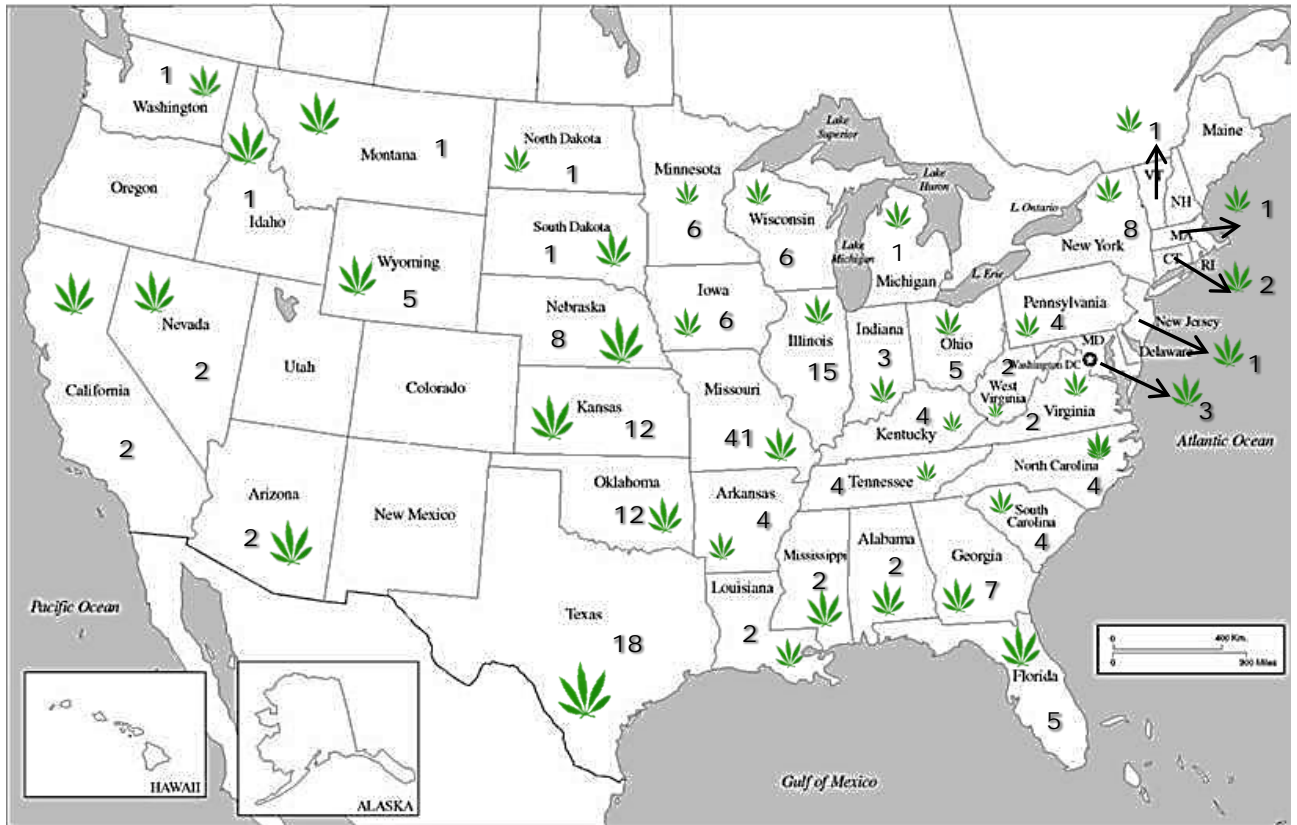 1
Washington
Montana
1
North Dakota
1
Minnesota
6
Lake
Superior
Lake
Huron
Lake
Michigan
Wisconsin
6
1
Michigan
L. Ontario
L. Erie
1
VT
Maine
NH
1
MA
8
New York
CT
RI
2
Oregon
1
Idaho
South Dakota
1
Wyoming
5
Nebraska
8
Iowa
6
Illinois
15
Indiana
3
Ohio
5
Pennsylvania
4
New Jersey
1
MD
Delaware
Washington DC
3
Nevada
2
Utah
Colorado
California
2
Kansas
12
Missouri
41
2
West
Virginia
Virginia
2
4
Kentucky
Atlantic Ocean
Arizona
2
New Mexico
Oklahoma
12
Arkansas
4
4
Tennessee
North Carolina
4
South
Carolina
4
Mississippi
2
Alabama
2
Georgia
7
Louisiana
2
Texas
18
Florida
5
Pacific Ocean
Gulf of Mexico
HAWAII
ALASKA
0
400 Km.
0
300 Miles